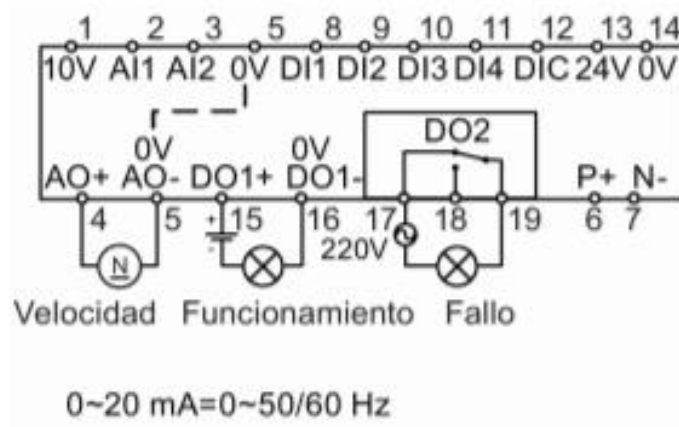 1 2 3 5 8 9 10 11 12 13 14
10V AI1 AI2 0V DI1 DI2 DI3 DI4 DIC 24V 0V
DO2
0V 0V
AO+ AO- DO1+ DO1- P+ N-
4 5 15 16 17 18 19 6 7
+
-
N
220V
Velocidad Funcionamiento Fallo
0~20 mA=0~50/60 Hz